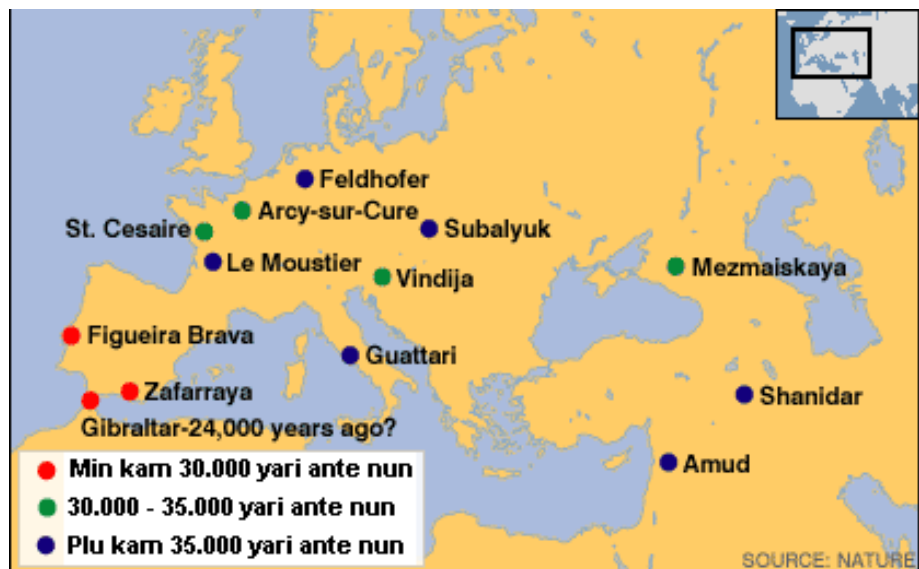 Feldhofer
Arcy-sur-Cure
St. Cesaire
Subalyuk
Le Moustier
Vindija
Mezmaiskaya
Figueira Brava
Guattari
Zafarraya
Shanidar
Gibraltar-24,000 years ago?
Amud
Min kam 30.000 yari ante nun
30.000 - 35.000 yari ante nun
Plu kam 35.000 yari ante nun
SOURCE: NATURE